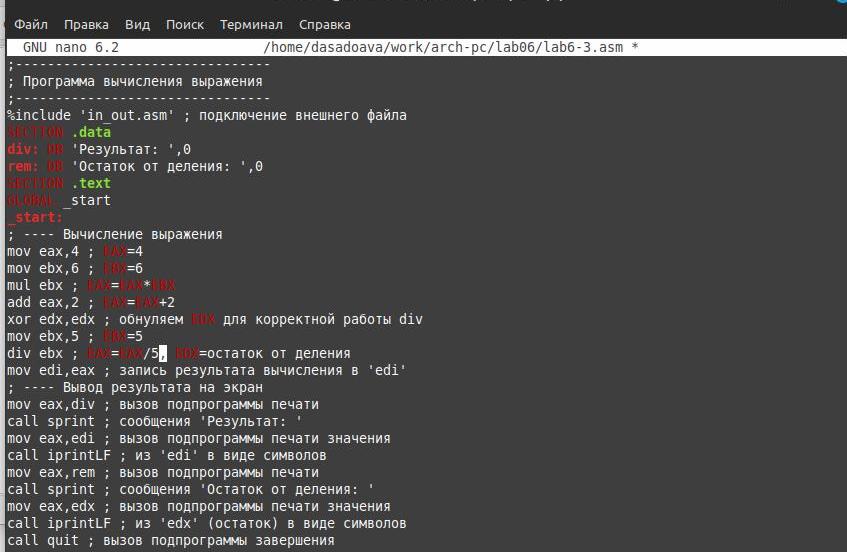 Файл Правка Вид Поиск Терминал Справка
GNU nano 6.2 /home/dasadoava/work/arch-pc/lab06/lab6-3.asm *
;--------------------------------
; Программа вычисления выражения
;--------------------------------
%include 'in_out.asm' ; подключение внешнего файла
SECTION .data
div: DB 'Результат: ',0
rem: DB 'Остаток от деления: ',0
SECTION .text
GLOBAL _start
_start:
; ---- Вычисление выражения
mov eax,4 ; EAX=4
mov ebx,6 ; EBX=6
mul ebx ; EAX=EAX*EBX
add eax,2 ; EAX=EAX+2
xor edx,edx ; обнуляем EDX для корректной работы div
mov ebx,5 ; EBX=5
div ebx ; EAX=EAX/5, EDX=остаток от деления
mov edi,eax ; запись результата вычисления в 'edi'
; ---- Вывод результата на экран
mov eax,div ; вызов подпрограммы печати
call sprint ; сообщения 'Результат: '
mov eax,edi ; вызов подпрограммы печати значения
call iprintLF ; из 'edi' в виде символов
mov eax,rem ; вызов подпрограммы печати
call sprint ; сообщения 'Остаток от деления: '
mov eax,edx ; вызов подпрограммы печати значения
call iprintLF ; из 'edx' (остаток) в виде символов
call quit ; вызов подпрограммы завершения